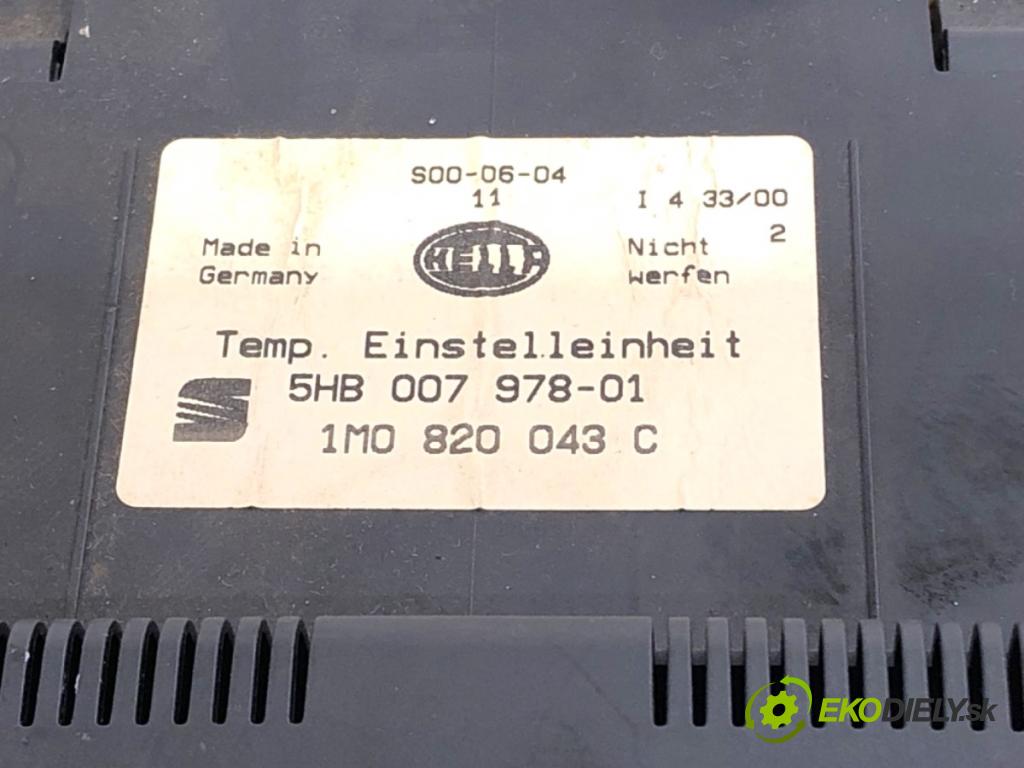 S00-06-04
11
I 4 33/00
2
Made in
Germany
HELLA
Nicht
werfen
Temp. Einstelleinheit
5HB 007 978-01
1M0 820 043 C
EKODIELY.sk